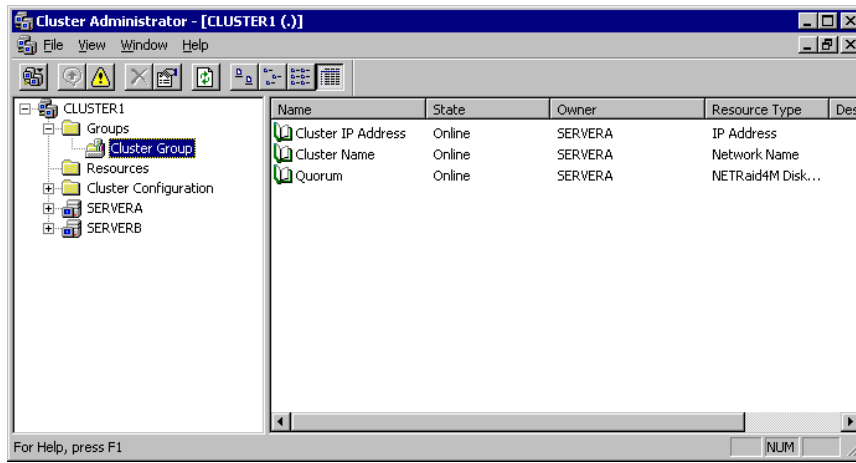 Cluster Administrator - [CLUSTER1 (.)]
File View Window Help
CLUSTER1
Groups
Cluster Group
Resources
Cluster Configuration
SERVERA
SERVERB
Name State Owner Resource Type Des
Cluster IP Address Online SERVERA IP Address
Cluster Name Online SERVERA Network Name
Quorum Online SERVERA NETRaid4M Disk...
For Help, press F1 NUM